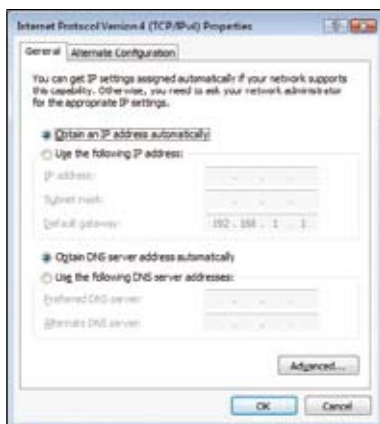 Internet Protocol Version 4 (TCP/IPv4) Properties
General
Alternate Configuration
You can get IP settings assigned automatically if your network supports
this capability. Otherwise, you need to ask your network administrator
for the appropriate IP settings.
Obtain an IP address automatically
Use the following IP address:
IP address:
Subnet mask:
Default gateway:
192 . 168 . 1 . 1
Obtain DNS server address automatically
Use the following DNS server addresses:
Preferred DNS server:
Alternate DNS server:
Advanced...
OK
Cancel